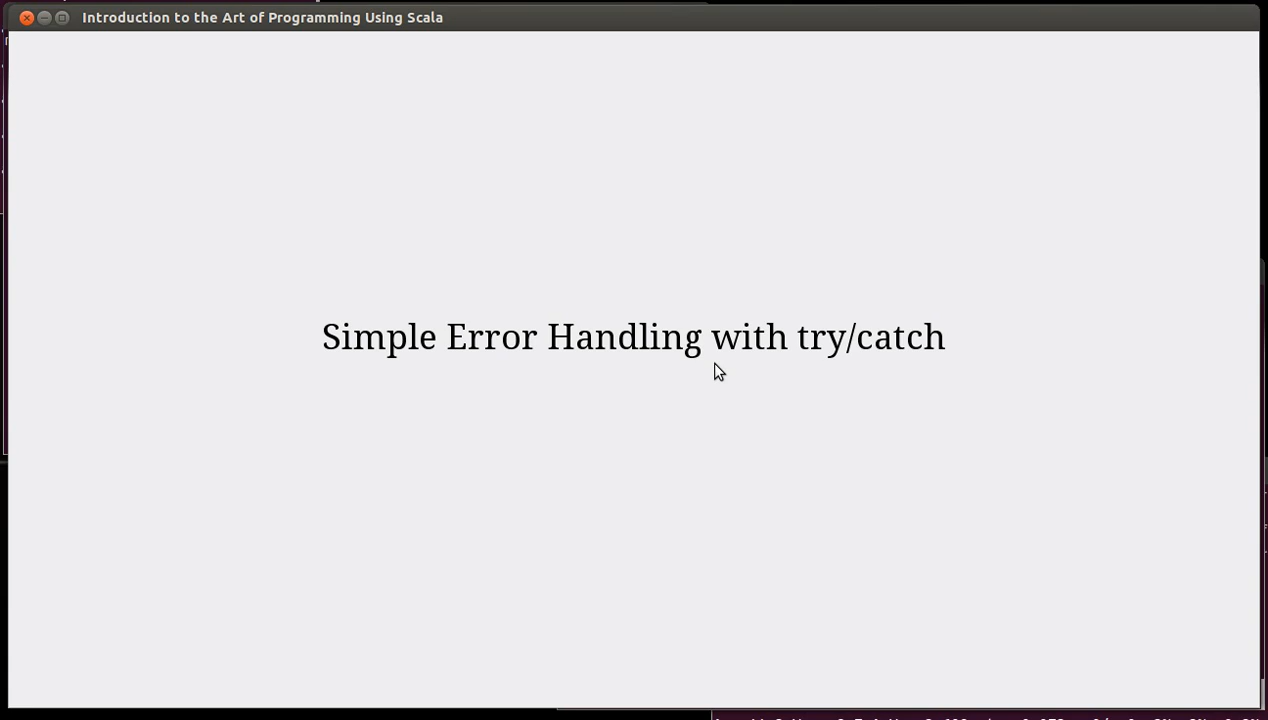 Introduction to the Art of Programming Using Scala
Simple Error Handling with try/catch